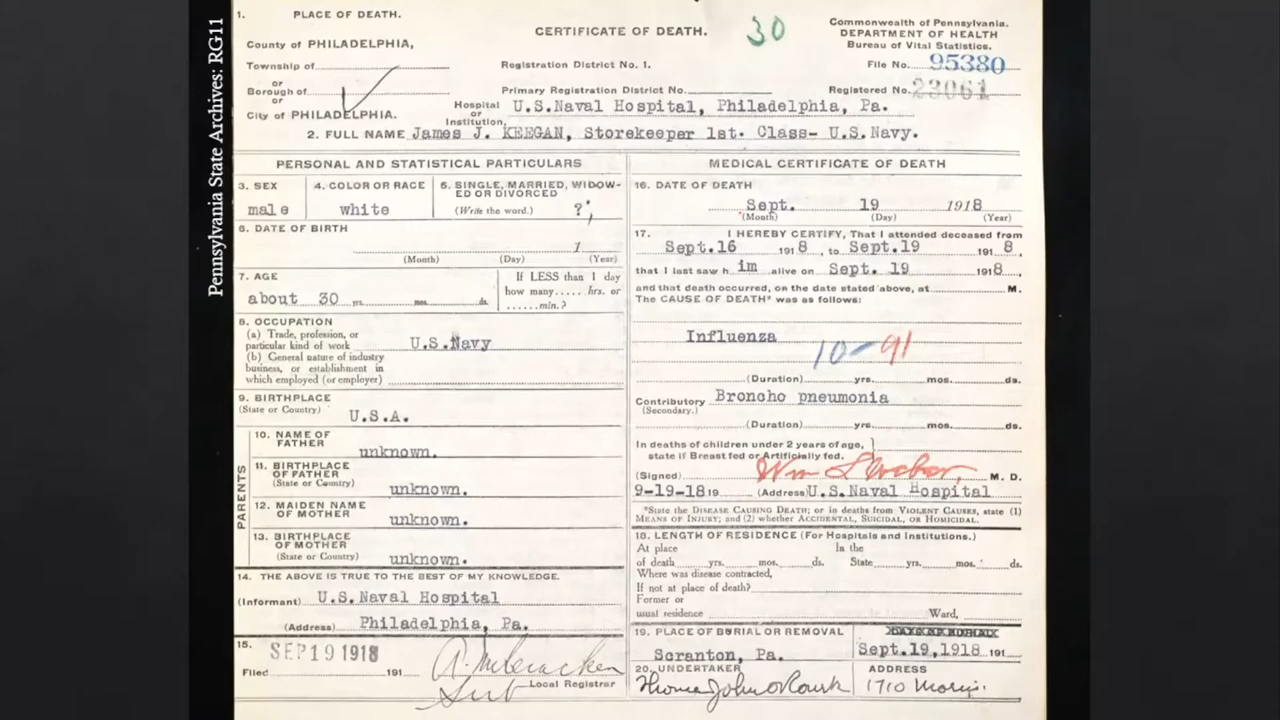 Pennsylvania State Archives: RG11
1. PLACE OF DEATH.
County of PHILADELPHIA,
Township of
or
Borough of
or
City of PHILADELPHIA.
CERTIFICATE OF DEATH.
30
Registration District No. 1.
Primary Registration District No.
Commonwealth of Pennsylvania.
DEPARTMENT OF HEALTH
Bureau of Vital Statistics.
File No. 95380
Registered No. 23061
Hospital or Institution, U.S.Naval Hospital, Philadelphia, Pa.
2. FULL NAME James J. KEEGAN, Storekeeper 1st. Class- U.S.Navy.
PERSONAL AND STATISTICAL PARTICULARS
3. SEX
male
4. COLOR OR RACE
white
5. SINGLE, MARRIED, WIDOW-
ED OR DIVORCED
(Write the word.) ?
6. DATE OF BIRTH
1
(Month) (Day) (Year)
7. AGE
about 30 yrs. mos. ds.
If LESS than 1 day
how many...... hrs. or
...... min.?
8. OCCUPATION
(a) Trade, profession, or
particular kind of work U.S.Navy
(b) General nature of industry
business, or establishment in
which employed (or employer)
9. BIRTHPLACE
(State or Country) U.S.A.
PARENTS
10. NAME OF
FATHER unknown.
11. BIRTHPLACE
OF FATHER
(State or Country) unknown.
12. MAIDEN NAME
OF MOTHER unknown.
13. BIRTHPLACE
OF MOTHER
(State or Country) unknown.
14. THE ABOVE IS TRUE TO THE BEST OF MY KNOWLEDGE.
(Informant) U.S.Naval Hospital
(Address) Philadelphia, Pa.
15.
SEP 19 1918
Filed 191
Local Registrar
MEDICAL CERTIFICATE OF DEATH
16. DATE OF DEATH
Sept. 19 1918
(Month) (Day) (Year)
17. I HEREBY CERTIFY, That I attended deceased from
Sept.16 1918, to Sept.19 1918,
that I last saw him alive on Sept. 19 1918,
and that death occurred, on the date stated above, at M.
The CAUSE OF DEATH* was as follows:
Influenza
10-91
(Duration) yrs. mos. ds.
Contributory Broncho pneumonia
(Secondary.)
(Duration) yrs. mos. ds.
In deaths of children under 2 years of age,
state if Breast fed or Artificially fed.
(Signed) Wm M. D.
9-19-18 19 (Address) U.S.Naval Hospital
*State the DISEASE CAUSING DEATH; or in deaths from VIOLENT CAUSES, state (1)
MEANS OF INJURY; and (2) whether ACCIDENTAL, SUICIDAL, OR HOMICIDAL.
18. LENGTH OF RESIDENCE (For Hospitals and Institutions.)
At place In the
of death yrs. mos. ds. State yrs. mos. ds.
Where was disease contracted,
If not at place of death?
Former or
usual residence Ward,
19. PLACE OF BURIAL OR REMOVAL
Scranton, Pa.
Sept.19,1918 191
20. UNDERTAKER
Thomas John O'Rourk
ADDRESS
1710 Morris.